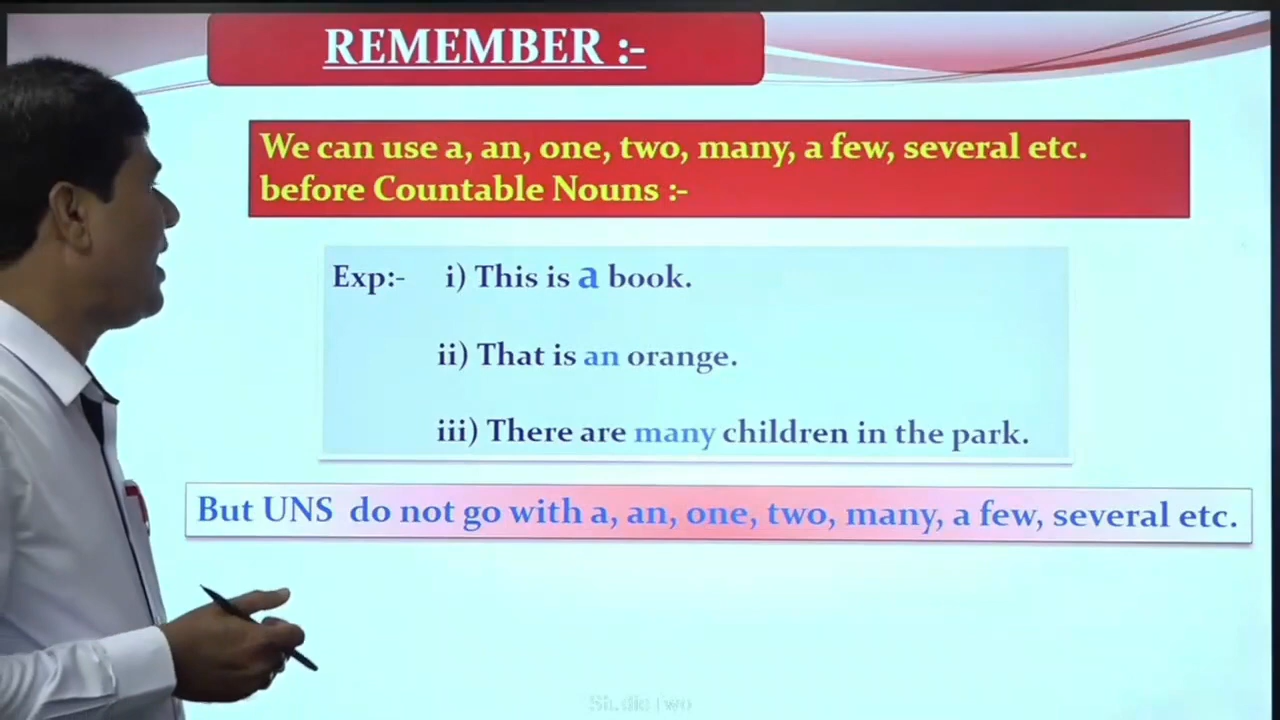 REMEMBER :-
We can use a, an, one, two, many, a few, several etc.
before Countable Nouns :-
Exp:- i) This is a book.
ii) That is an orange.
iii) There are many children in the park.
But UNS do not go with a, an, one, two, many, a few, several etc.